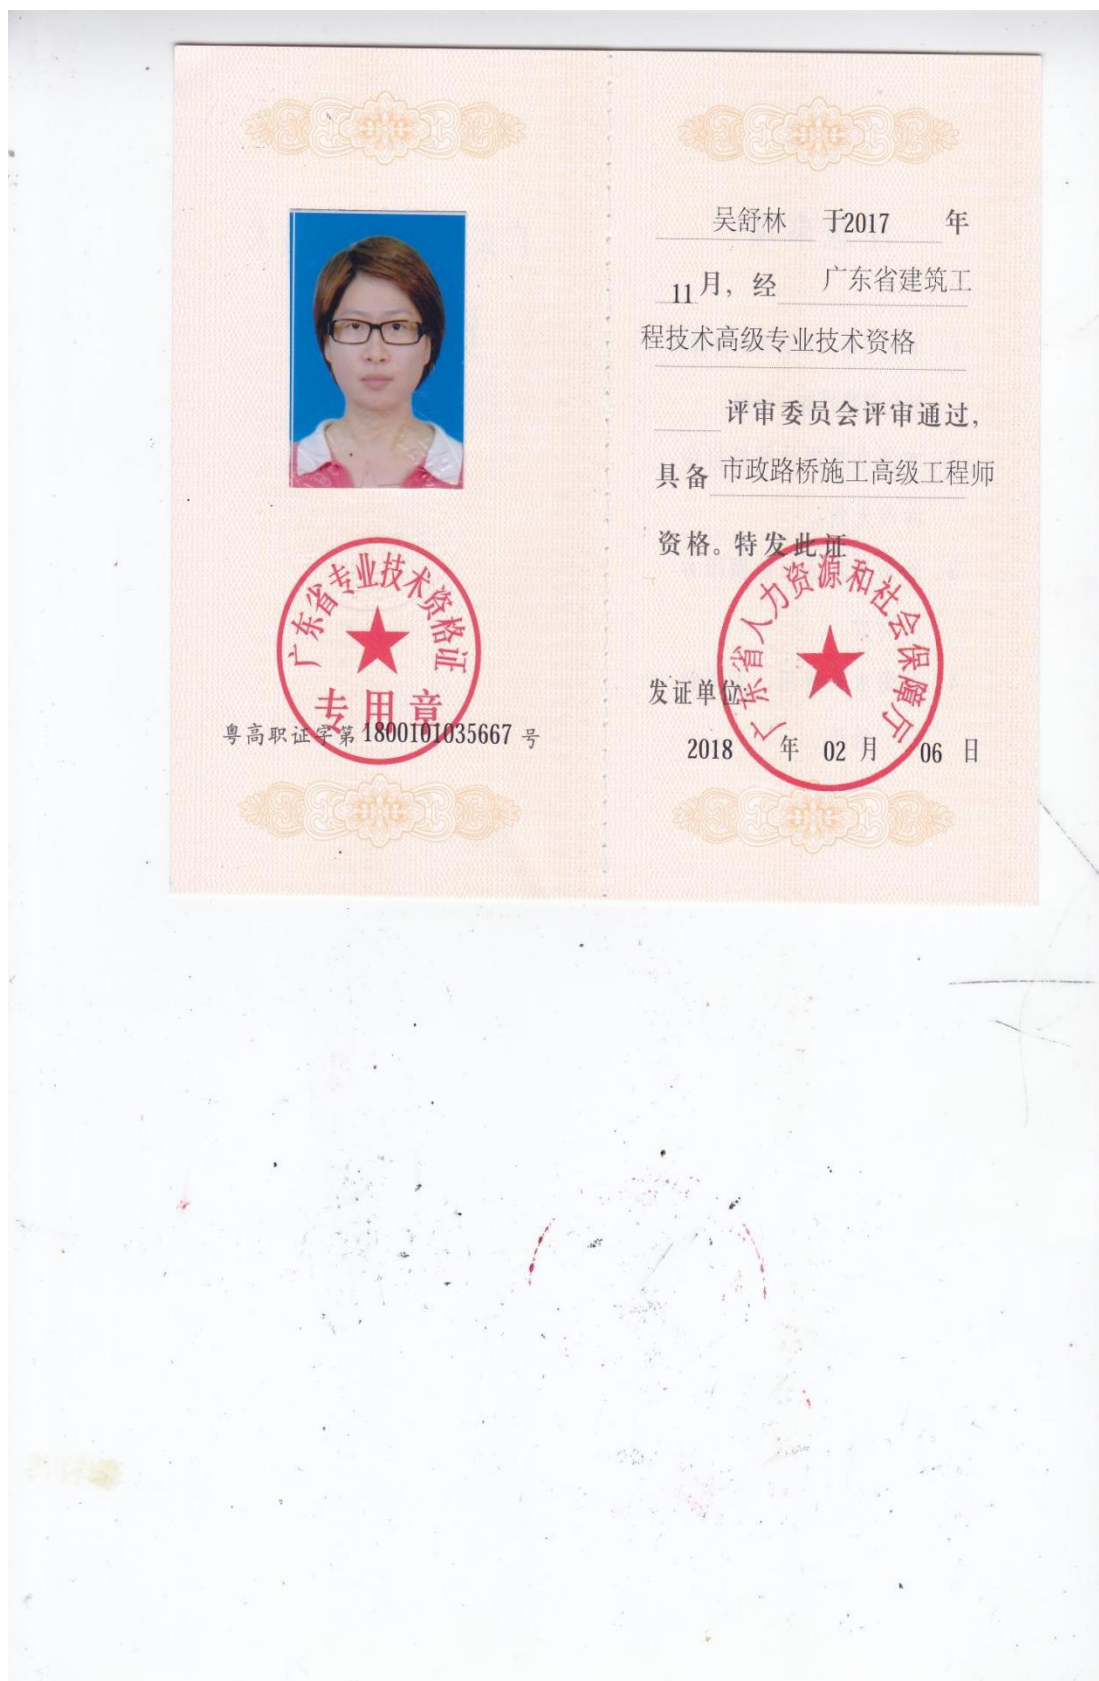 广东省专业技术资格证
专用章
粤高职证字第 1800101035667 号
吴舒林 于2017 年
11月，经 广东省建筑工
程技术高级专业技术资格
评审委员会评审通过，
具备 市政路桥施工高级工程师
资格。特发此证
广东省人力资源和社会保障厅
发证单位
2018 年 02 月 06 日